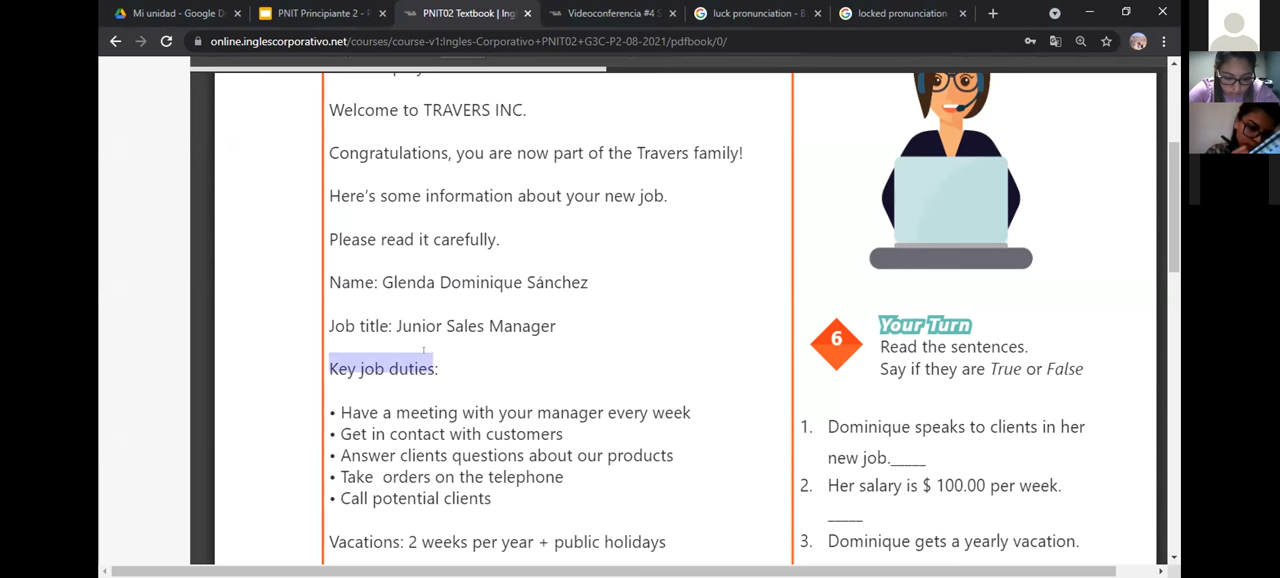 Mi unidad - Google D
PNIT Principiante 2 - P
PNIT02 Textbook | Ing
Videoconferencia #4 S
luck pronunciation - B
locked pronunciation
online.inglescorporativo.net/courses/course-v1:Ingles-Corporativo+PNIT02+G3C-P2-08-2021/pdfbook/0/
Welcome to TRAVERS INC.
Congratulations, you are now part of the Travers family!
Here's some information about your new job.
Please read it carefully.
Name: Glenda Dominique Sánchez
Job title: Junior Sales Manager
Key job duties:
• Have a meeting with your manager every week
• Get in contact with customers
• Answer clients questions about our products
• Take orders on the telephone
• Call potential clients
Vacations: 2 weeks per year + public holidays
6
Your Turn
Read the sentences.
Say if they are True or False
1. Dominique speaks to clients in her
new job._____
2. Her salary is $ 100.00 per week.
_____
3. Dominique gets a yearly vacation.